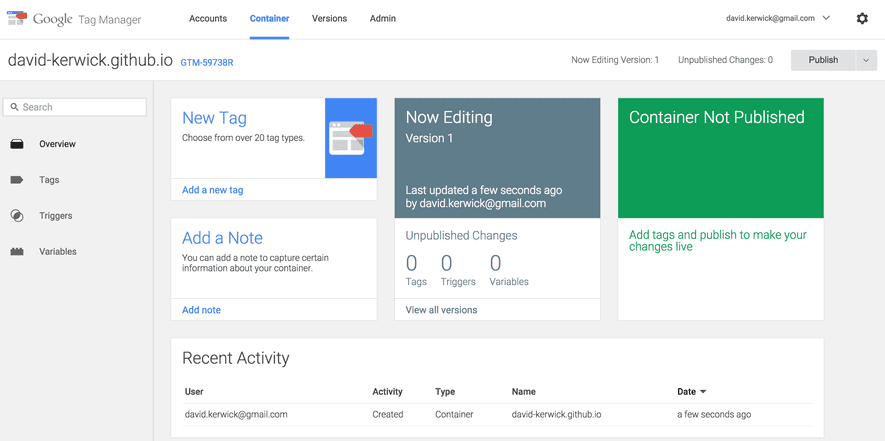 Google Tag Manager
Accounts
Container
Versions
Admin
david.kerwick@gmail.com
david-kerwick.github.io GTM-59738R
Now Editing Version: 1
Unpublished Changes: 0
Publish
Search
Overview
Tags
Triggers
Variables
New Tag
Choose from over 20 tag types.
Add a new tag
Add a Note
You can add a note to capture certain
information about your container.
Add note
Now Editing
Version 1
Last updated a few seconds ago
by david.kerwick@gmail.com
Unpublished Changes
0 0 0
Tags Triggers Variables
View all versions
Container Not Published
Add tags and publish to make your
changes live
Recent Activity
User Activity Type Name Date
david.kerwick@gmail.com Created Container david-kerwick.github.io a few seconds ago